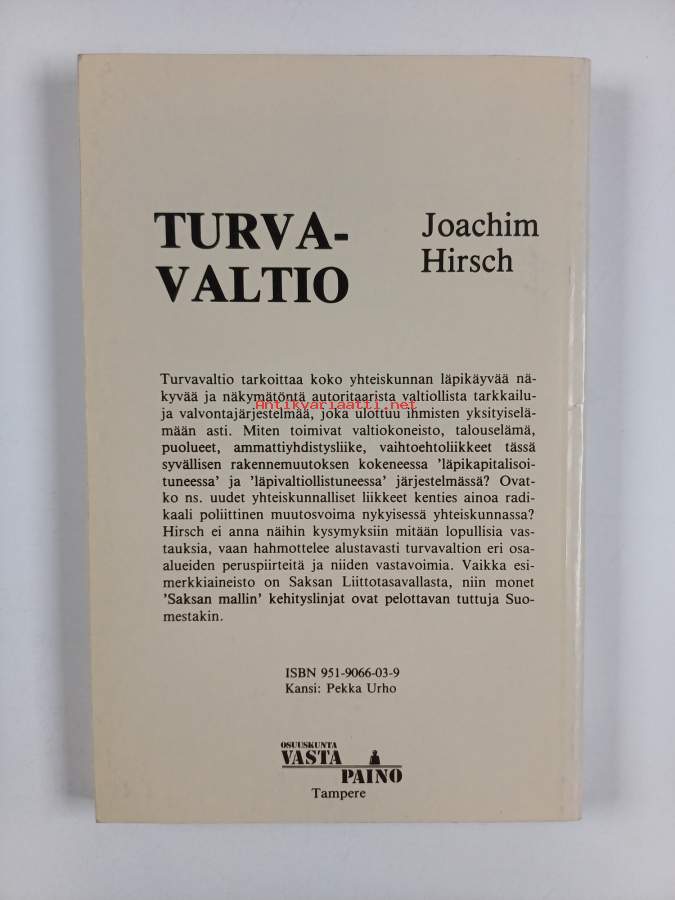 TURVA-
VALTIO
Joachim
Hirsch
Turvavaltio tarkoittaa koko yhteiskunnan läpikäyvää nä-
kyvää ja näkymätöntä autoritaarista valtiollista tarkkailu-
ja valvontajärjestelmää, joka ulottuu ihmisten yksityiselä-
mään asti. Miten toimivat valtiokoneisto, talouselämä,
puolueet, ammattiyhdistysliike, vaihtoehtoliikkeet tässä
syvällisen rakennemuutoksen kokeneessa 'läpikapitalisoi-
tuneessa' ja 'läpivaltiollistuneessa' järjestelmässä? Ovat-
ko ns. uudet yhteiskunnalliset liikkeet kenties ainoa radi-
kaali poliittinen muutosvoima nykyisessä yhteiskunnassa?
Hirsch ei anna näihin kysymyksiin mitään lopullisia vas-
tauksia, vaan hahmottelee alustavasti turvavaltion eri osa-
alueiden peruspiirteitä ja niiden vastavoimia. Vaikka esi-
merkkiaineisto on Saksan Liittotasavallasta, niin monet
'Saksan mallin' kehityslinjat ovat pelottavan tuttuja Suo-
mestakin.
Antikvariaatti.net
ISBN 951-9066-03-9
Kansi: Pekka Urho
OSUUSKUNTA
VASTA
PAINO
Tampere